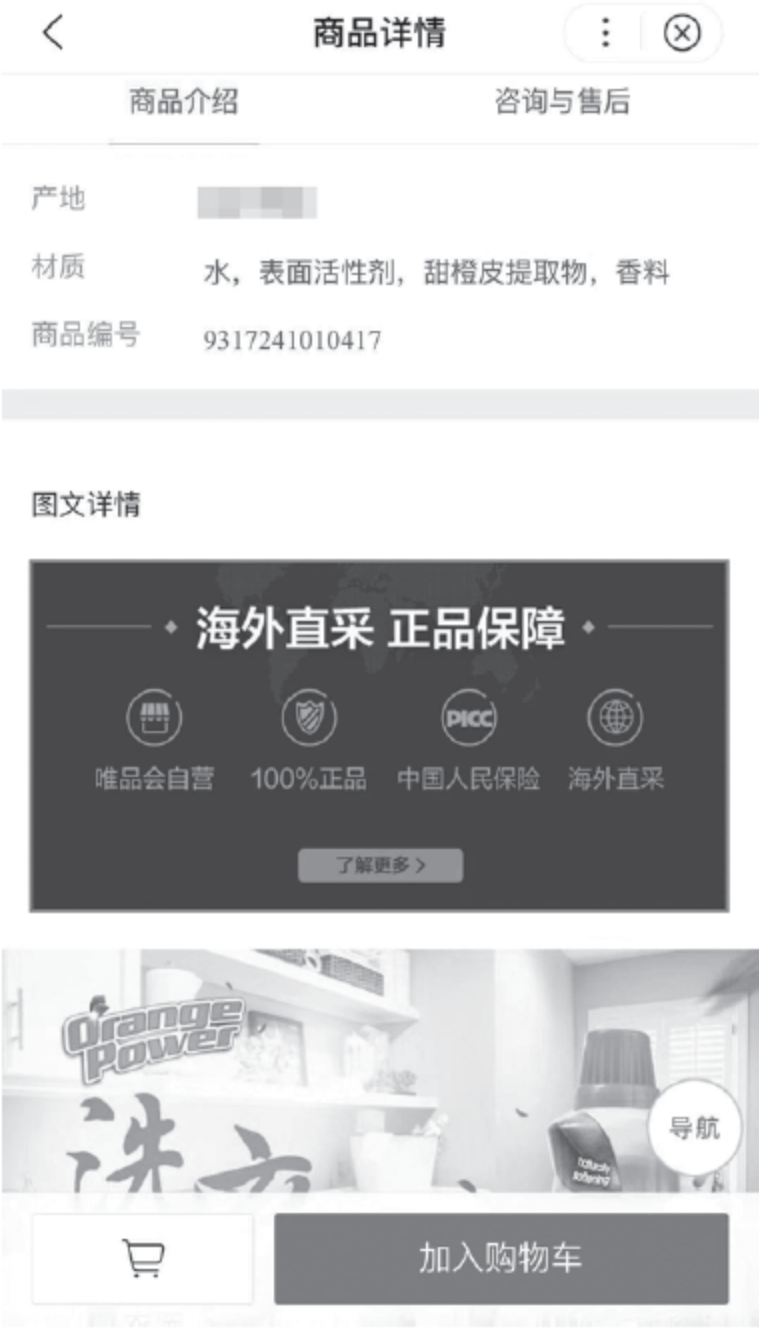 商品详情
商品介绍 咨询与售后
产地
材质 水，表面活性剂，甜橙皮提取物，香料
商品编号 9317241010417
图文详情
海外直采 正品保障
PICC
唯品会自营 100%正品 中国人民保险 海外直采
了解更多 >
Orange
Power
洗衣
导航
naturally
softening
加入购物车